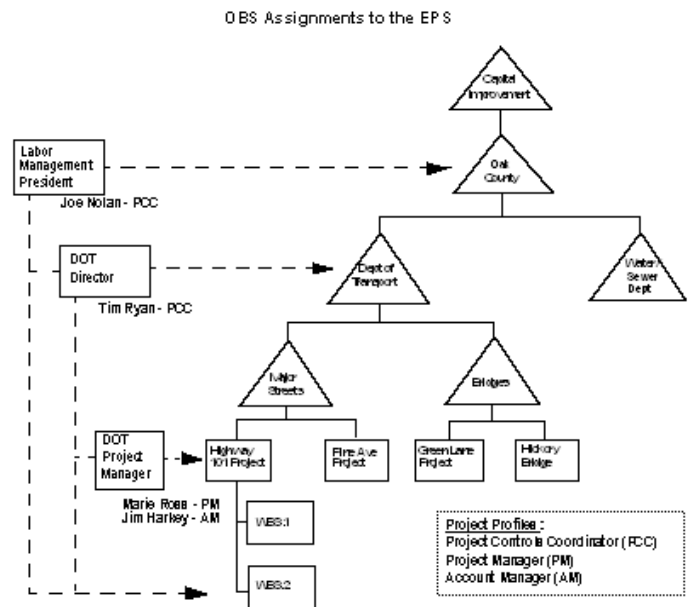 OBS Assignments to the EPS
Capital
Improvement
Labor
Management
President
Oak
County
Joe Nolan - PCC
DOT
Director
Dept of
Transport
Water/
Sewer
Dept
Tim Ryan - PCC
Major
Streets
Bridges
DOT
Project
Manager
Highway
101 Project
Pine Ave
Project
Green Lane
Project
Hickory
Bridge
Marie Ross - PM
Jim Harkey - AM
WBS:1
WBS:2
Project Profiles:
Project Controls Coordinator (PCC)
Project Manager (PM)
Account Manager (AM)